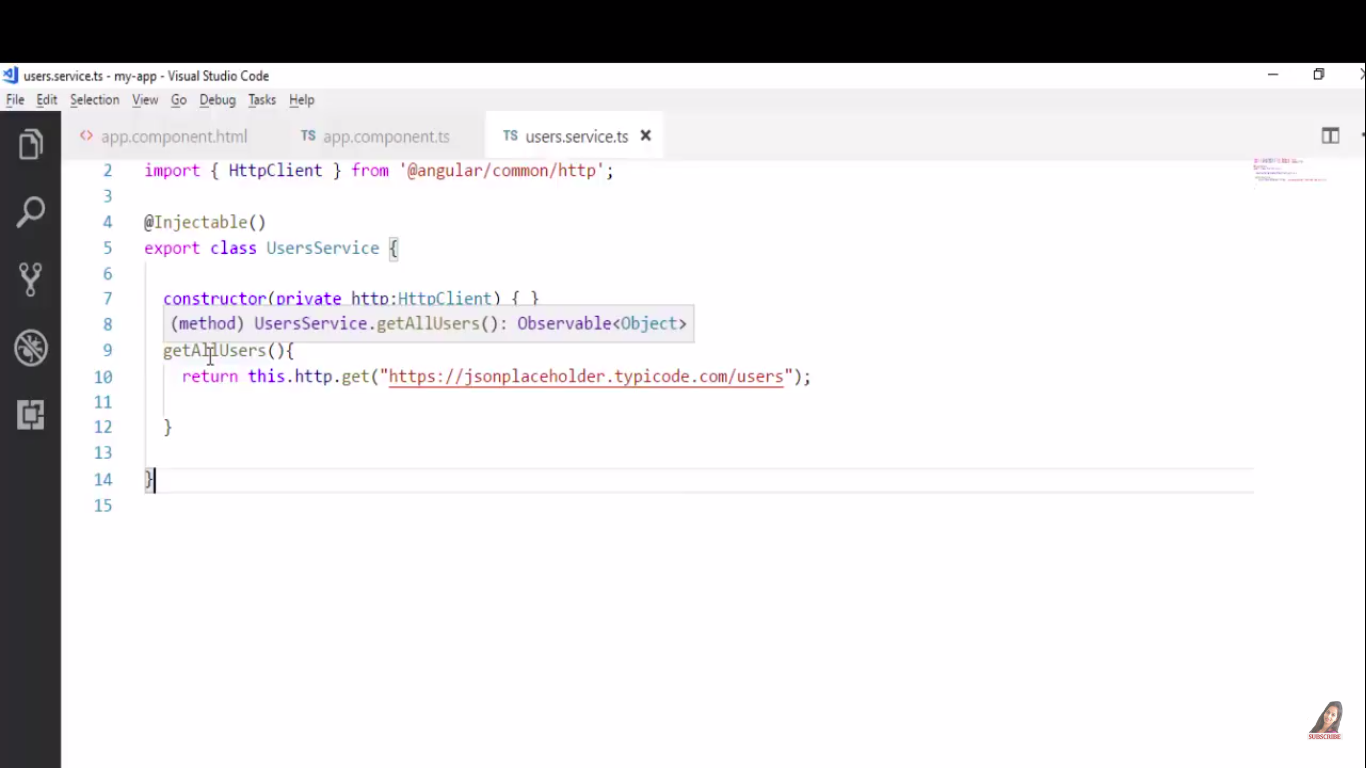 users.service.ts - my-app - Visual Studio Code
File Edit Selection View Go Debug Tasks Help
<> app.component.html TS app.component.ts TS users.service.ts ×
2 import { HttpClient } from '@angular/common/http';
3
4 @Injectable()
5 export class UsersService {
6
7 constructor(private http:HttpClient) { }
8 (method) UsersService.getAllUsers(): Observable<Object>
9 getAllUsers(){
10 return this.http.get("https://jsonplaceholder.typicode.com/users");
11
12 }
13
14 }
15
SUBSCRIBE